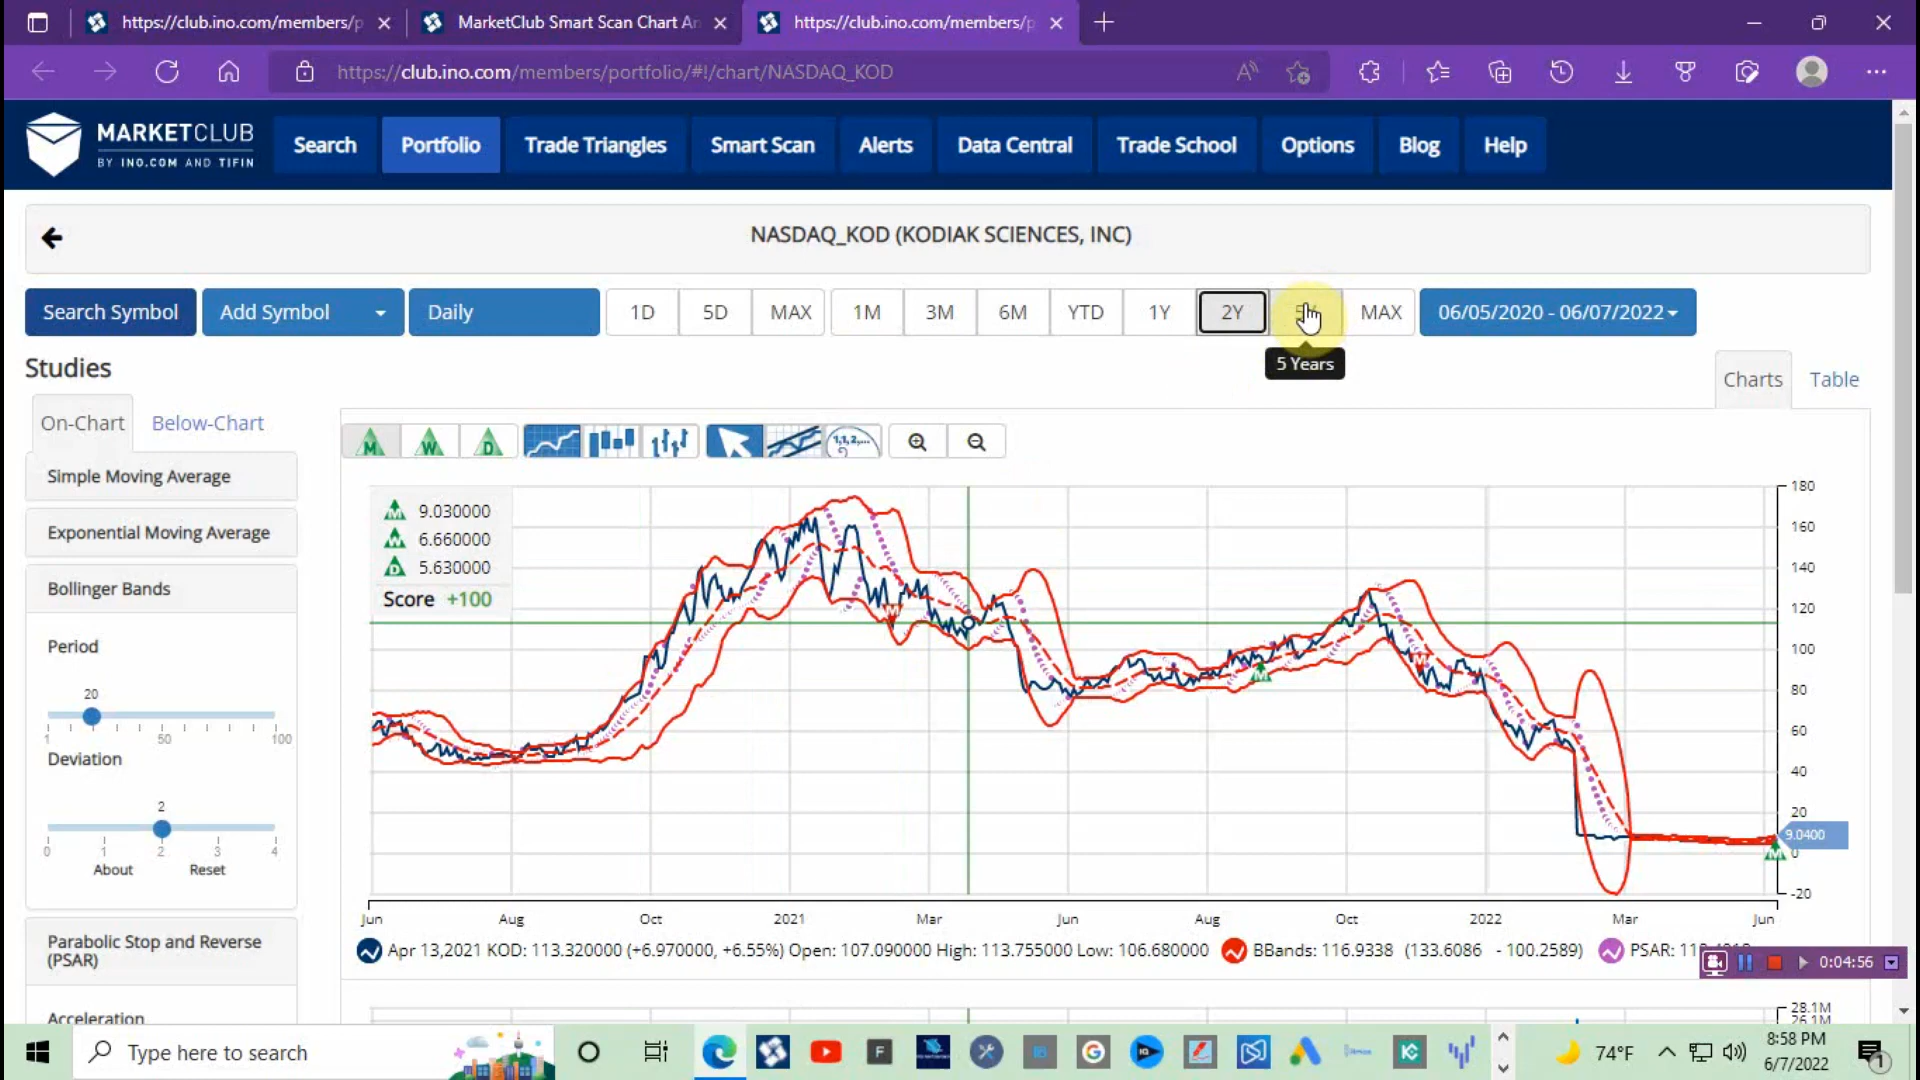 https://club.ino.com/members/p
MarketClub Smart Scan Chart An
https://club.ino.com/members/p
https://club.ino.com/members/portfolio/#!/chart/NASDAQ_KOD
MARKETCLUB
BY INO.COM AND TIFIN
Search
Portfolio
Trade Triangles
Smart Scan
Alerts
Data Central
Trade School
Options
Blog
Help
NASDAQ_KOD (KODIAK SCIENCES, INC)
Search Symbol
Add Symbol
Daily
1D
5D
MAX
1M
3M
6M
YTD
1Y
2Y
MAX
06/05/2020 - 06/07/2022
5 Years
Studies
Charts
Table
On-Chart
Below-Chart
M
W
D
1,1,2,...
Simple Moving Average
Exponential Moving Average
Bollinger Bands
Period
20
1
50
100
Deviation
2
0
1
2
3
4
About
Reset
Parabolic Stop and Reverse
(PSAR)
Acceleration
M 9.030000
W 6.660000
D 5.630000
Score +100
180
160
140
120
100
80
60
40
20
9.0400
0
-20
Jun
Aug
Oct
2021
Mar
Jun
Aug
Oct
2022
Mar
Jun
Apr 13,2021 KOD: 113.320000 (+6.970000, +6.55%) Open: 107.090000 High: 113.755000 Low: 106.680000
BBands: 116.9338 (133.6086 - 100.2589)
PSAR:
0:04:56
28.1M
26.1M
Type here to search
74°F
8:58 PM
6/7/2022
1